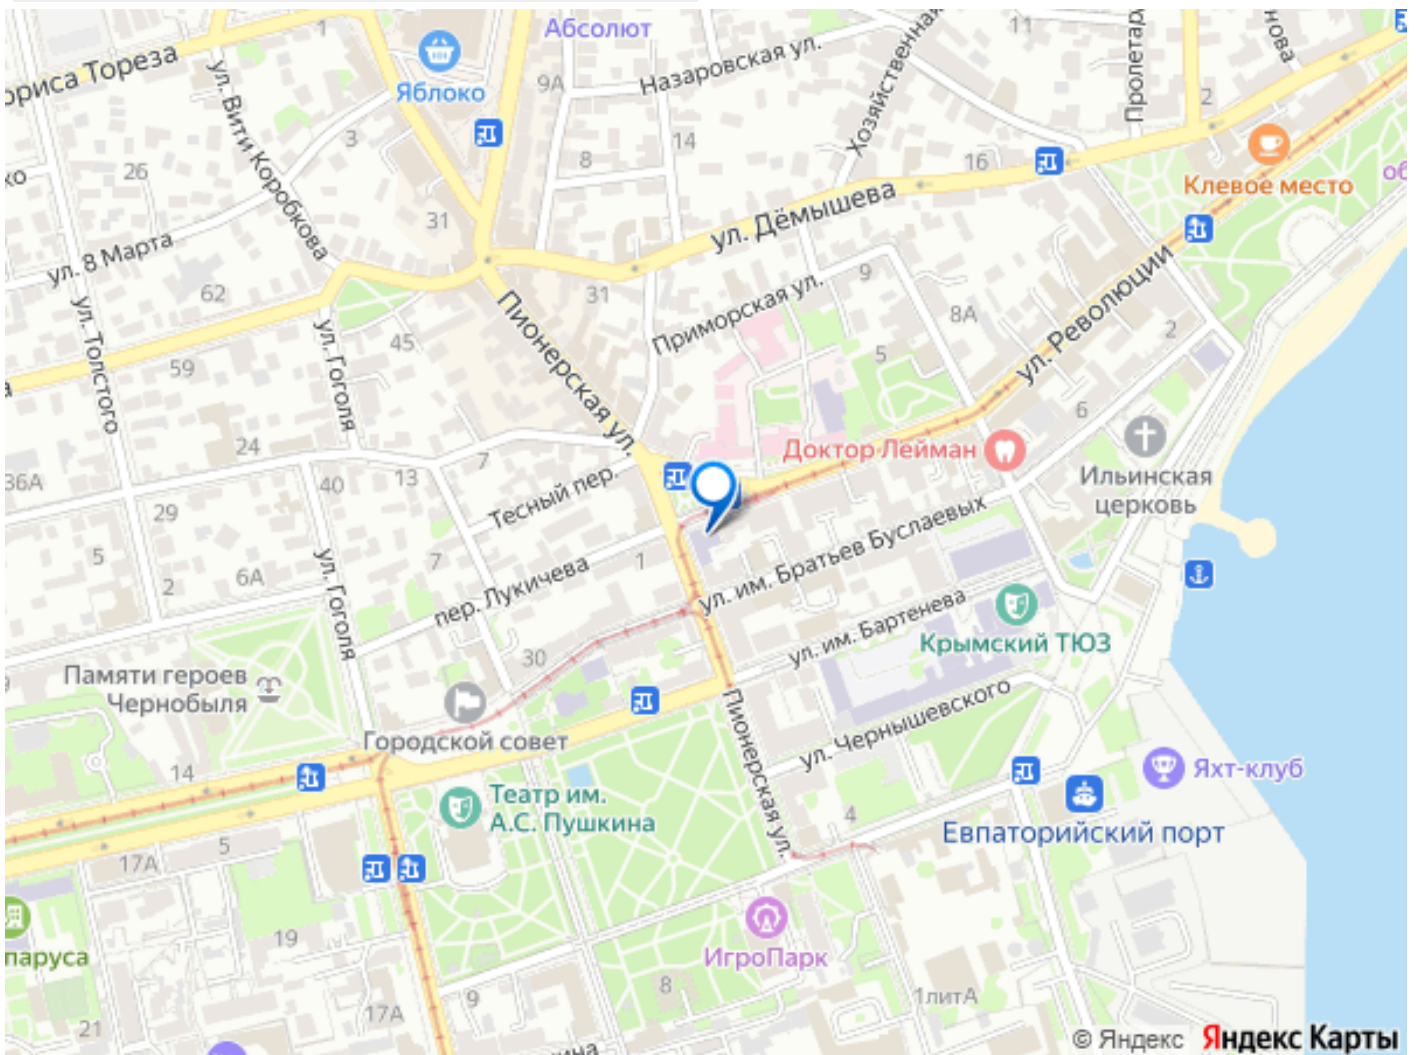 Абсолют
11
1
ориса Тореза
Назаровская ул.
Хозяйственная
Яблоко
9А
2
ул. Вити Коробкова
3
14
8
16
26
Клевое место
об
31
ул. Дёмышева
ул. 8 Марта
62
31
9
Приморская ул.
8А
ул. Революции
2
ул. Толстого
ул. Гоголя
45
59
Пионерская ул.
5
6
24
Доктор Лейман
Ильинская
церковь
36А
13
7
40
Тесный пер.
29
5
2
6А
7
ул. Гоголя
пер. Лукичева
1
ул. им. Братьев Буслаевых
ул. им. Бартенева
Крымский ТЮЗ
Памяти героев
Чернобыля
30
Городской совет
Пионерская ул.
ул. Чернышевского
14
Театр им.
А.С. Пушкина
Яхт-клуб
4
Евпаторийский порт
17А
5
19
паруса
ИгроПарк
8
9
1литА
17А
21
© Яндекс Яндекс Карты